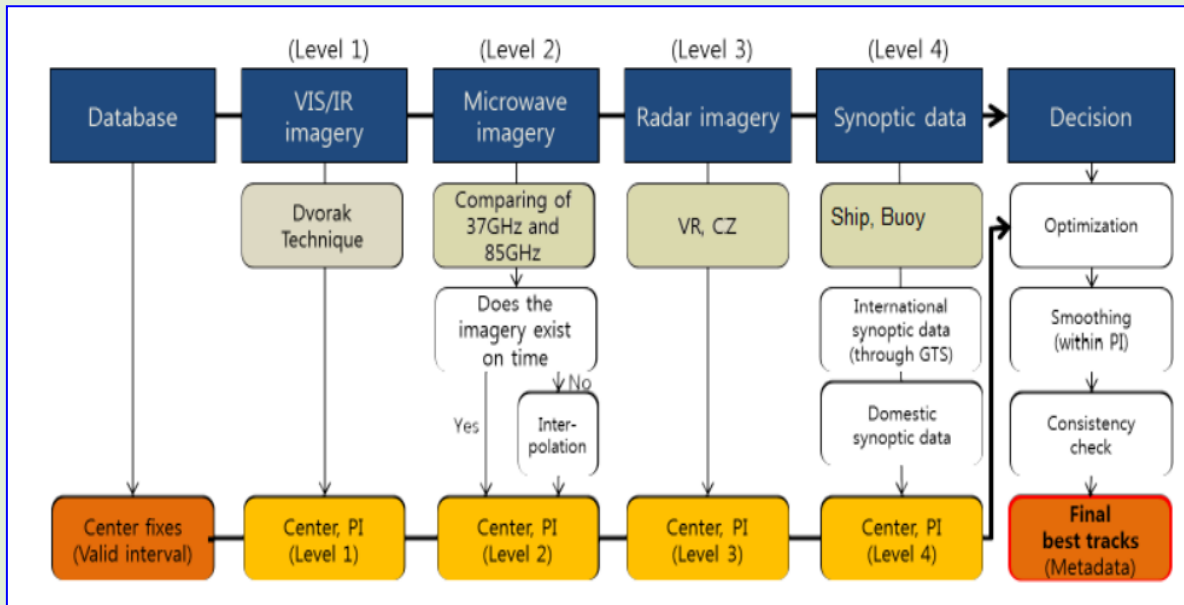 (Level 1)
(Level 2)
(Level 3)
(Level 4)
Database
VIS/IR
imagery
Microwave
imagery
Radar imagery
Synoptic data
Decision
Dvorak
Technique
Comparing of
37GHz and
85GHz
VR, CZ
Ship, Buoy
Optimization
Does the
imagery exist
on time
International
synoptic data
(through GTS)
Smoothing
(within PI)
No
Yes
Inter-
polation
Domestic
synoptic data
Consistency
check
Center fixes
(Valid interval)
Center, PI
(Level 1)
Center, PI
(Level 2)
Center, PI
(Level 3)
Center, PI
(Level 4)
Final
best tracks
(Metadata)